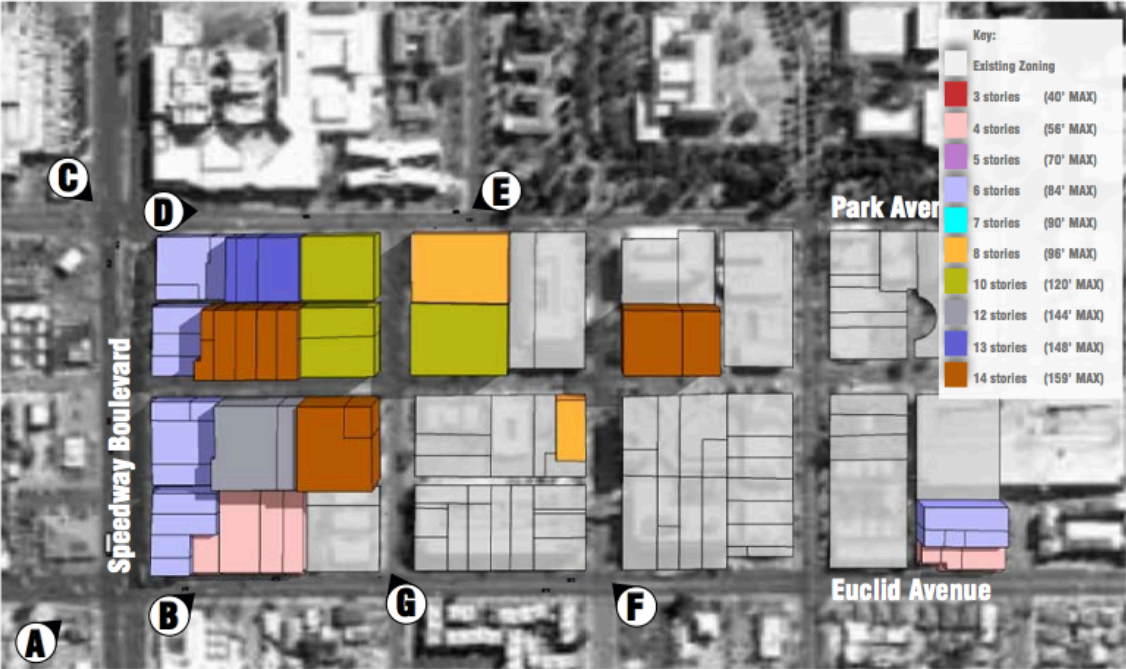 Key:
Existing Zoning
3 stories (40' MAX)
4 stories (56' MAX)
5 stories (70' MAX)
6 stories (84' MAX)
7 stories (90' MAX)
8 stories (96' MAX)
10 stories (120' MAX)
12 stories (144' MAX)
13 stories (148' MAX)
14 stories (159' MAX)
C
D
E
Park Aven
Speedway Boulevard
Euclid Avenue
A
B
G
F